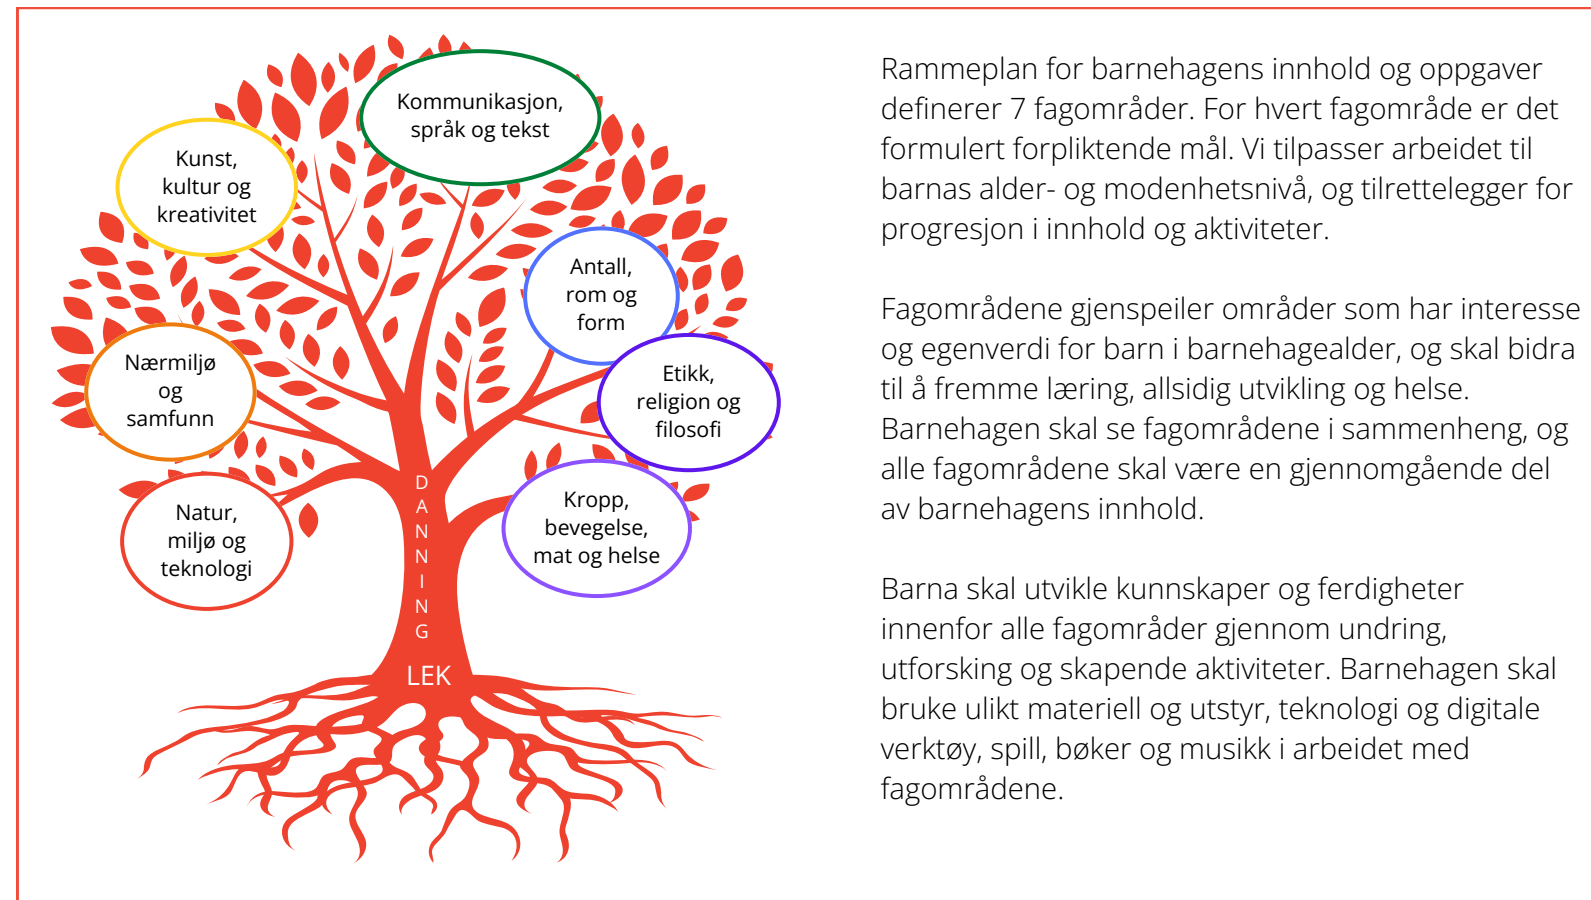 Kommunikasjon,
språk og tekst
Kunst,
kultur og
kreativitet
Antall,
rom og
form
Nærmiljø
og
samfunn
Etikk,
religion og
filosofi
Natur,
miljø og
teknologi
Kropp,
bevegelse,
mat og helse
DANNING
LEK
Rammeplan for barnehagens innhold og oppgaver
definerer 7 fagområder. For hvert fagområde er det
formulert forpliktende mål. Vi tilpasser arbeidet til
barnas alder- og modenhetsnivå, og tilrettelegger for
progresjon i innhold og aktiviteter.
Fagområdene gjenspeiler områder som har interesse
og egenverdi for barn i barnehagealder, og skal bidra
til å fremme læring, allsidig utvikling og helse.
Barnehagen skal se fagområdene i sammenheng, og
alle fagområdene skal være en gjennomgående del
av barnehagens innhold.
Barna skal utvikle kunnskaper og ferdigheter
innenfor alle fagområder gjennom undring,
utforsking og skapende aktiviteter. Barnehagen skal
bruke ulikt materiell og utstyr, teknologi og digitale
verktøy, spill, bøker og musikk i arbeidet med
fagområdene.